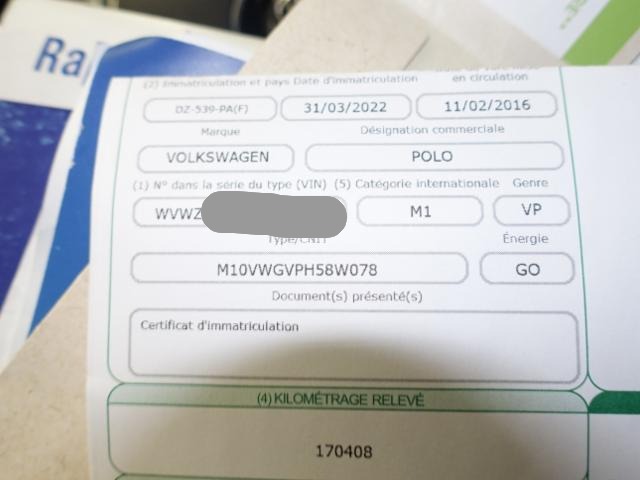 Ra
(2) Immatriculation et pays Date d'immatriculation
en circulation
DZ-539-PA(F) 31/03/2022 11/02/2016
Marque Désignation commerciale
VOLKSWAGEN POLO
(1) N° dans la série du type (VIN) (5) Catégorie internationale Genre
WVWZ M1 VP
Type/CNIT Énergie
M10VWGVPH58W078 GO
Document(s) présenté(s)
Certificat d'immatriculation
(4) KILOMÉTRAGE RELEVÉ
170408